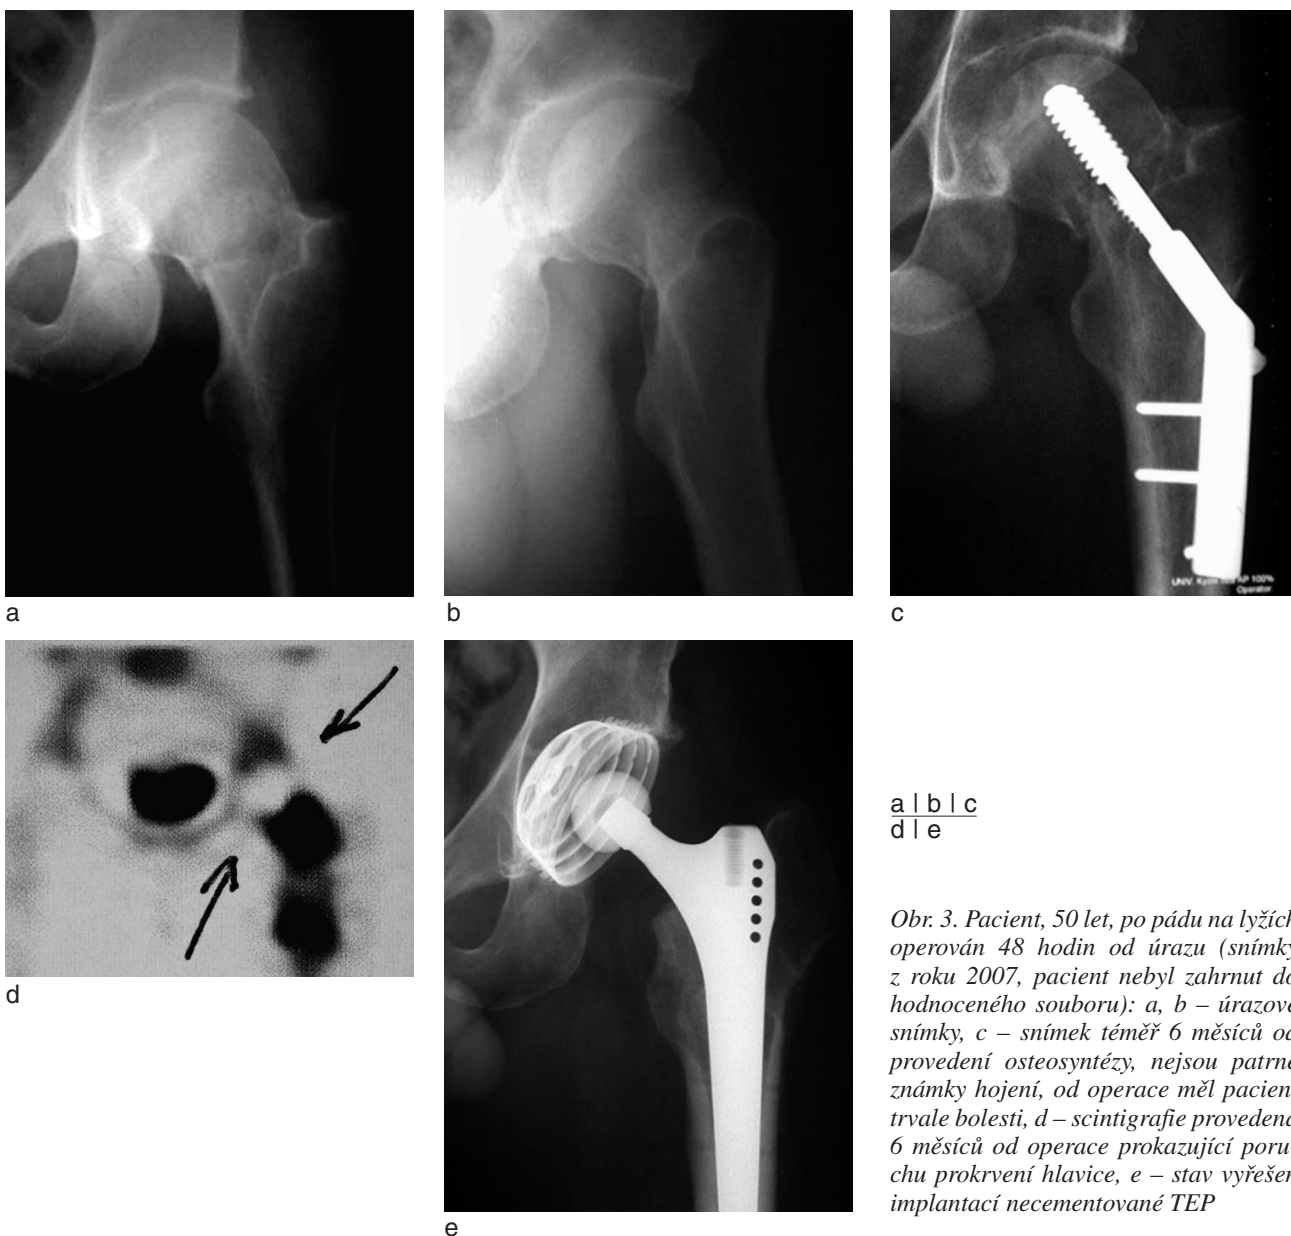 UNIV.
RP 100%
Operator
a
b
c
d
e
a | b | c
d | e
Obr. 3. Pacient, 50 let, po pádu na lyžích
operován 48 hodin od úrazu (snímky
z roku 2007, pacient nebyl zahrnut do
hodnoceného souboru): a, b – úrazové
snímky, c – snímek téměř 6 měsíců od
provedení osteosyntézy, nejsou patrné
známky hojení, od operace měl pacient
trvale bolesti, d – scintigrafie provedená
6 měsíců od operace prokazující poru-
chu prokrvení hlavice, e – stav vyřešen
implantací necementované TEP